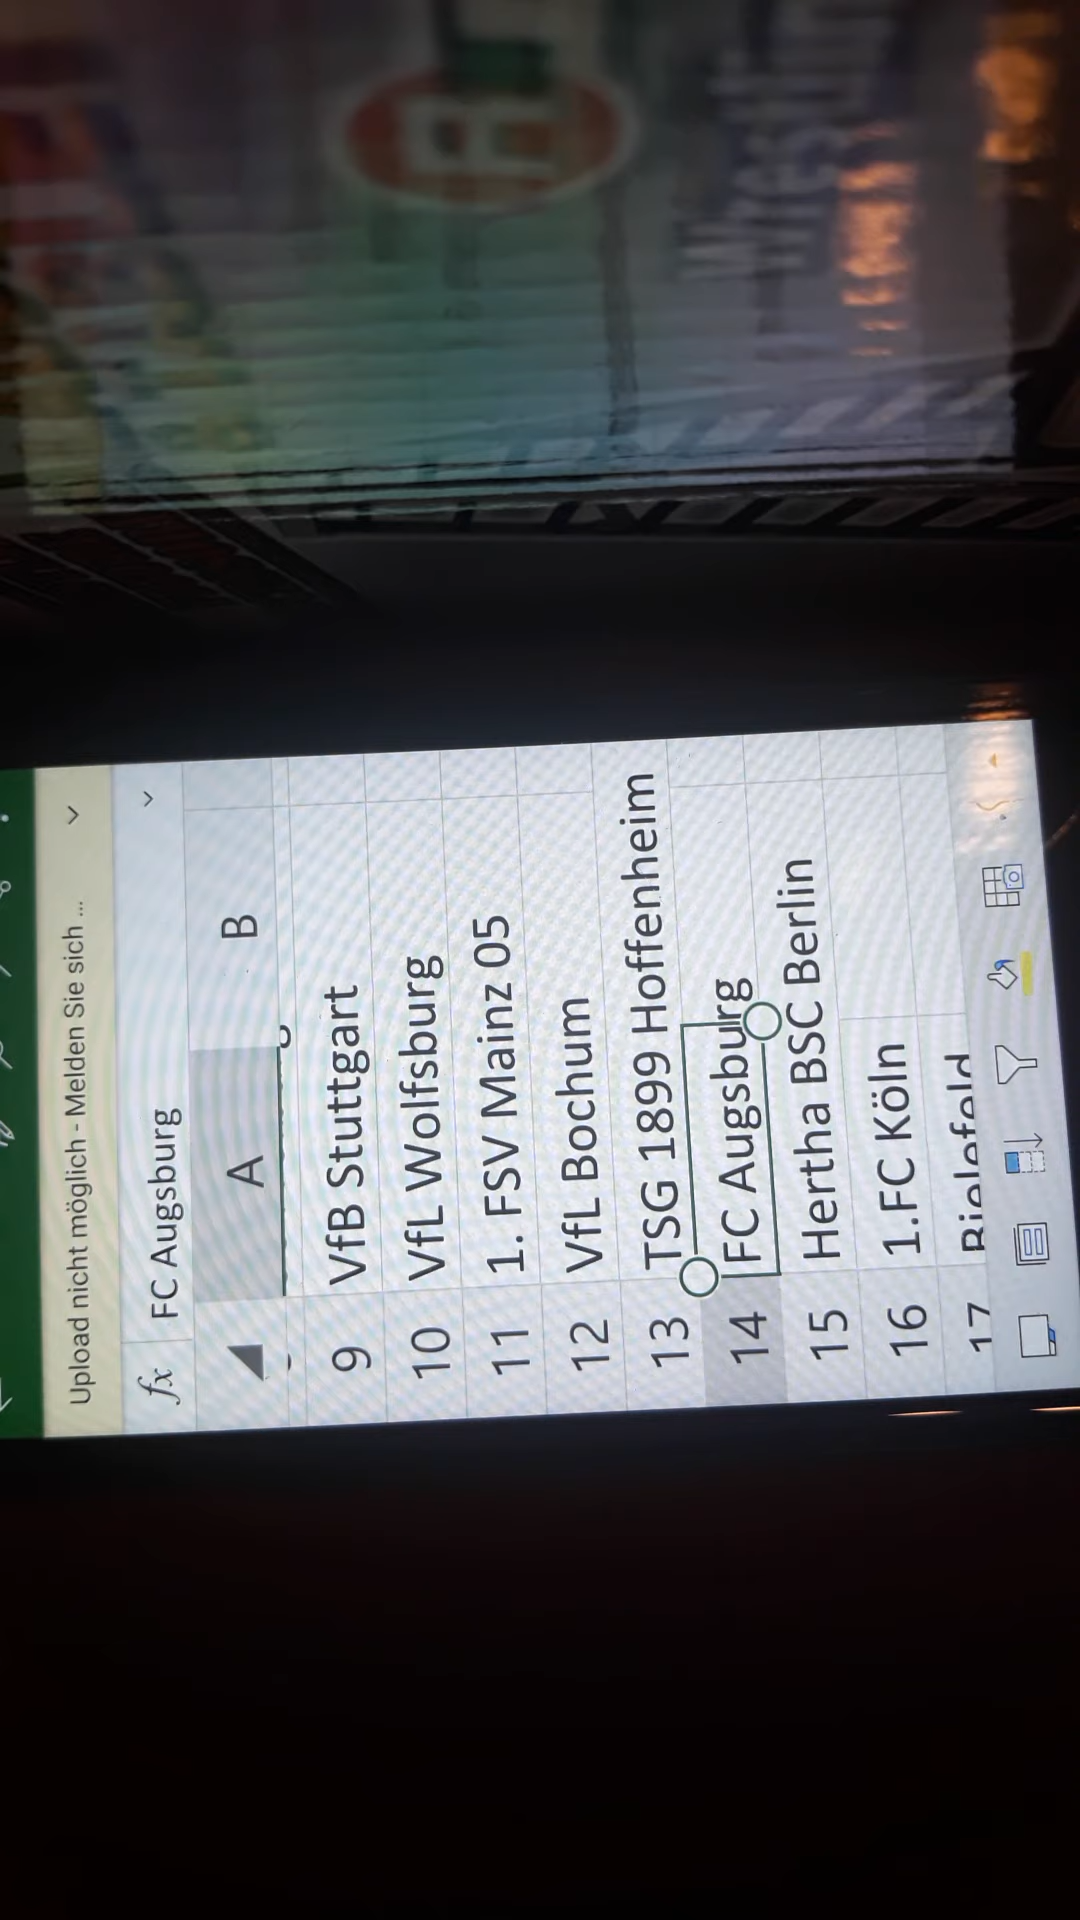 Upload nicht möglich - Melden Sie sich ...
fx FC Augsburg
A B
9 VfB Stuttgart
10 VfL Wolfsburg
11 1. FSV Mainz 05
12 VfL Bochum
13 TSG 1899 Hoffenheim
14 FC Augsburg
15 Hertha BSC Berlin
16 1.FC Köln
17 Bielefeld